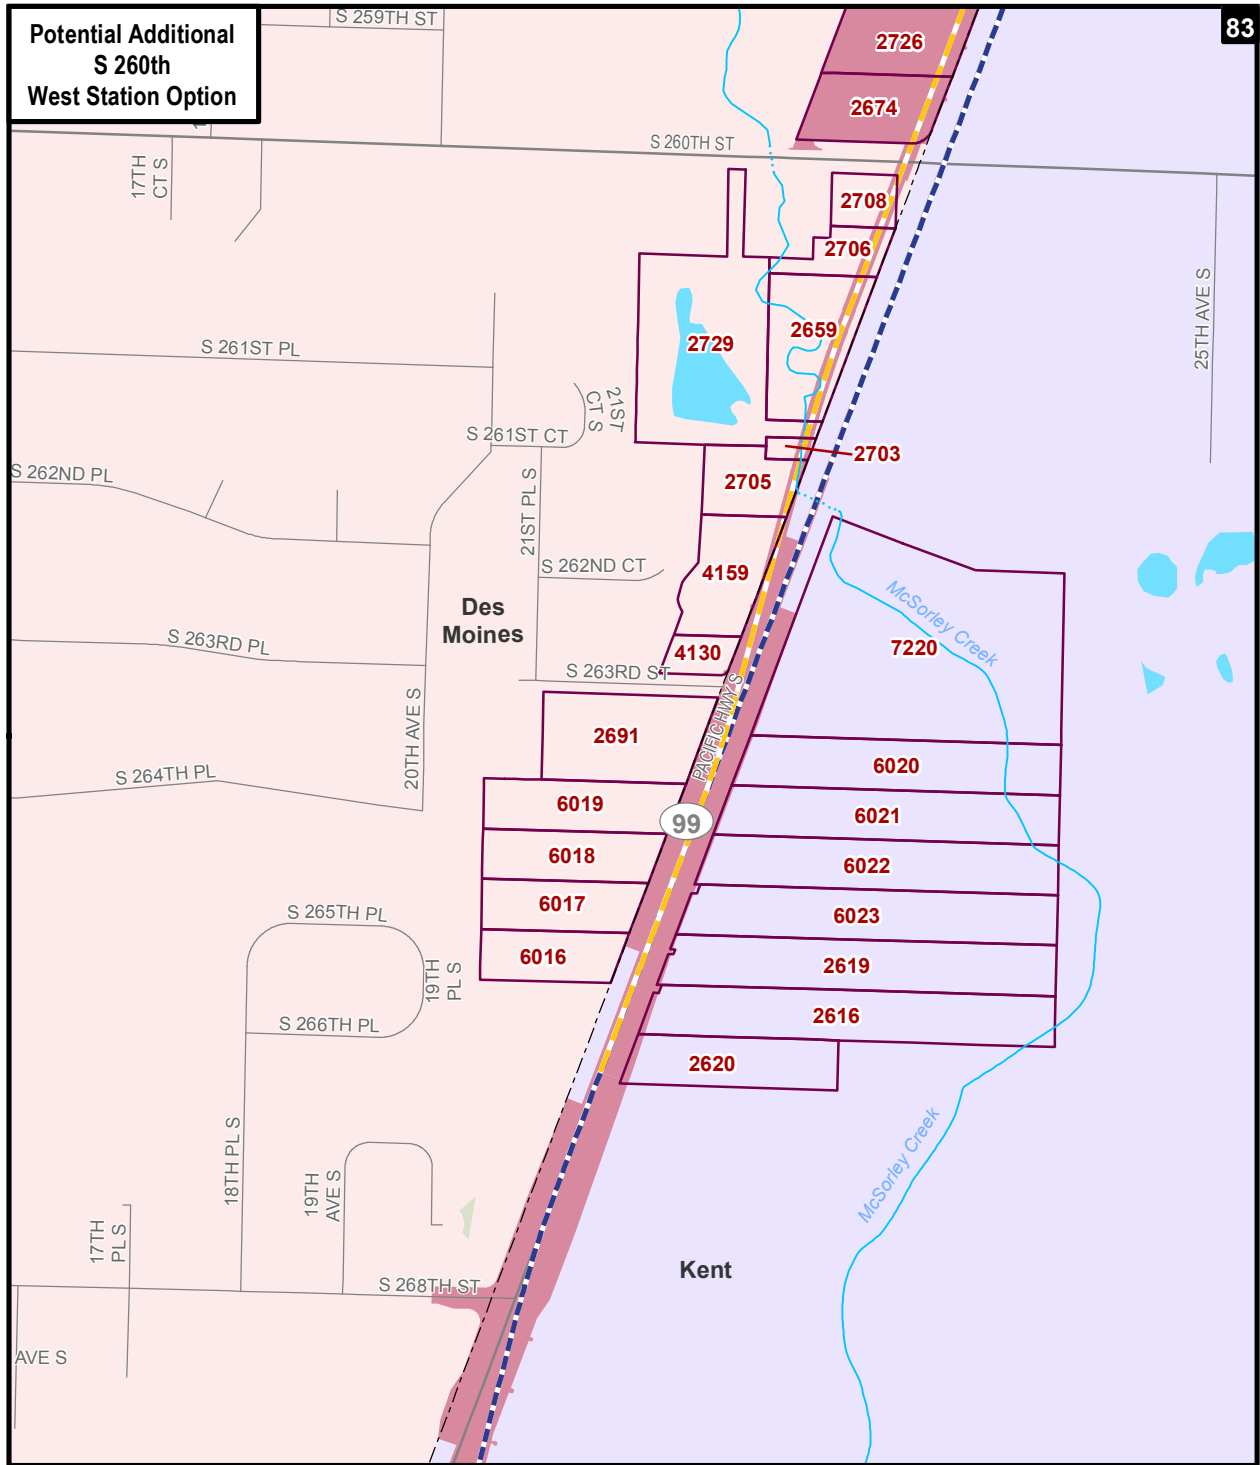 Potential Additional
S 260th
West Station Option
83
S 259TH ST
2726
2674
S 260TH ST
17TH
CT S
2708
2706
25TH AVE S
2659
2729
S 261ST PL
21ST
CT S
S 261ST CT
2703
S 262ND PL
2705
21ST PL S
S 262ND CT
4159
McSorley Creek
Des
Moines
7220
S 263RD PL
4130
S 263RD ST
20TH AVE S
PACIFIC HWY S
2691
S 264TH PL
6020
6019
6021
99
6018
6022
6017
6023
S 265TH PL
6016
2619
19TH
PL S
S 266TH PL
2616
2620
18TH PL S
19TH
AVE S
McSorley Creek
17TH
PL S
Kent
S 268TH ST
AVE S